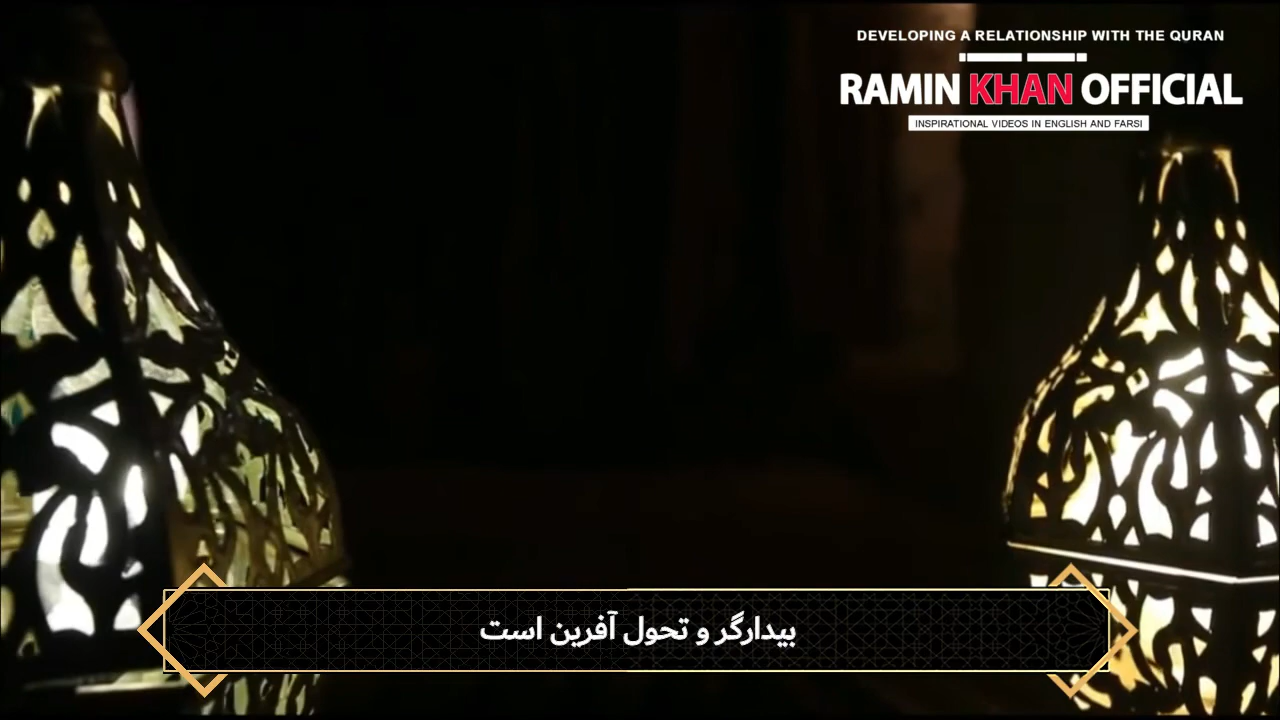 DEVELOPING A RELATIONSHIP WITH THE QURAN
RAMIN KHAN OFFICIAL
INSPIRATIONAL VIDEOS IN ENGLISH AND FARSI
بیدارگر و تحول آفرین است